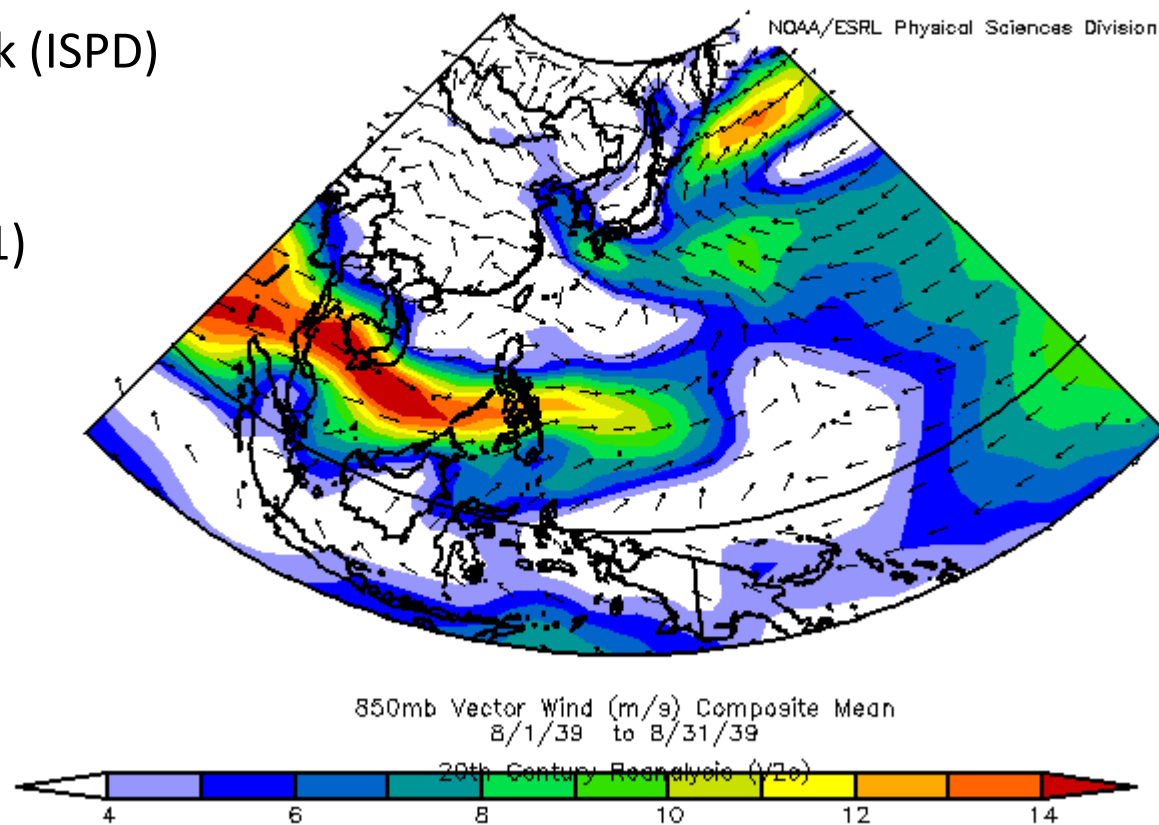 k (ISPD)
NOAA/ESRL Physical Sciences Division
1)
850mb Vector Wind (m/s) Composite Mean
8/1/39 to 8/31/39
20th Century Reanalysis (V2c)
4 6 8 10 12 14